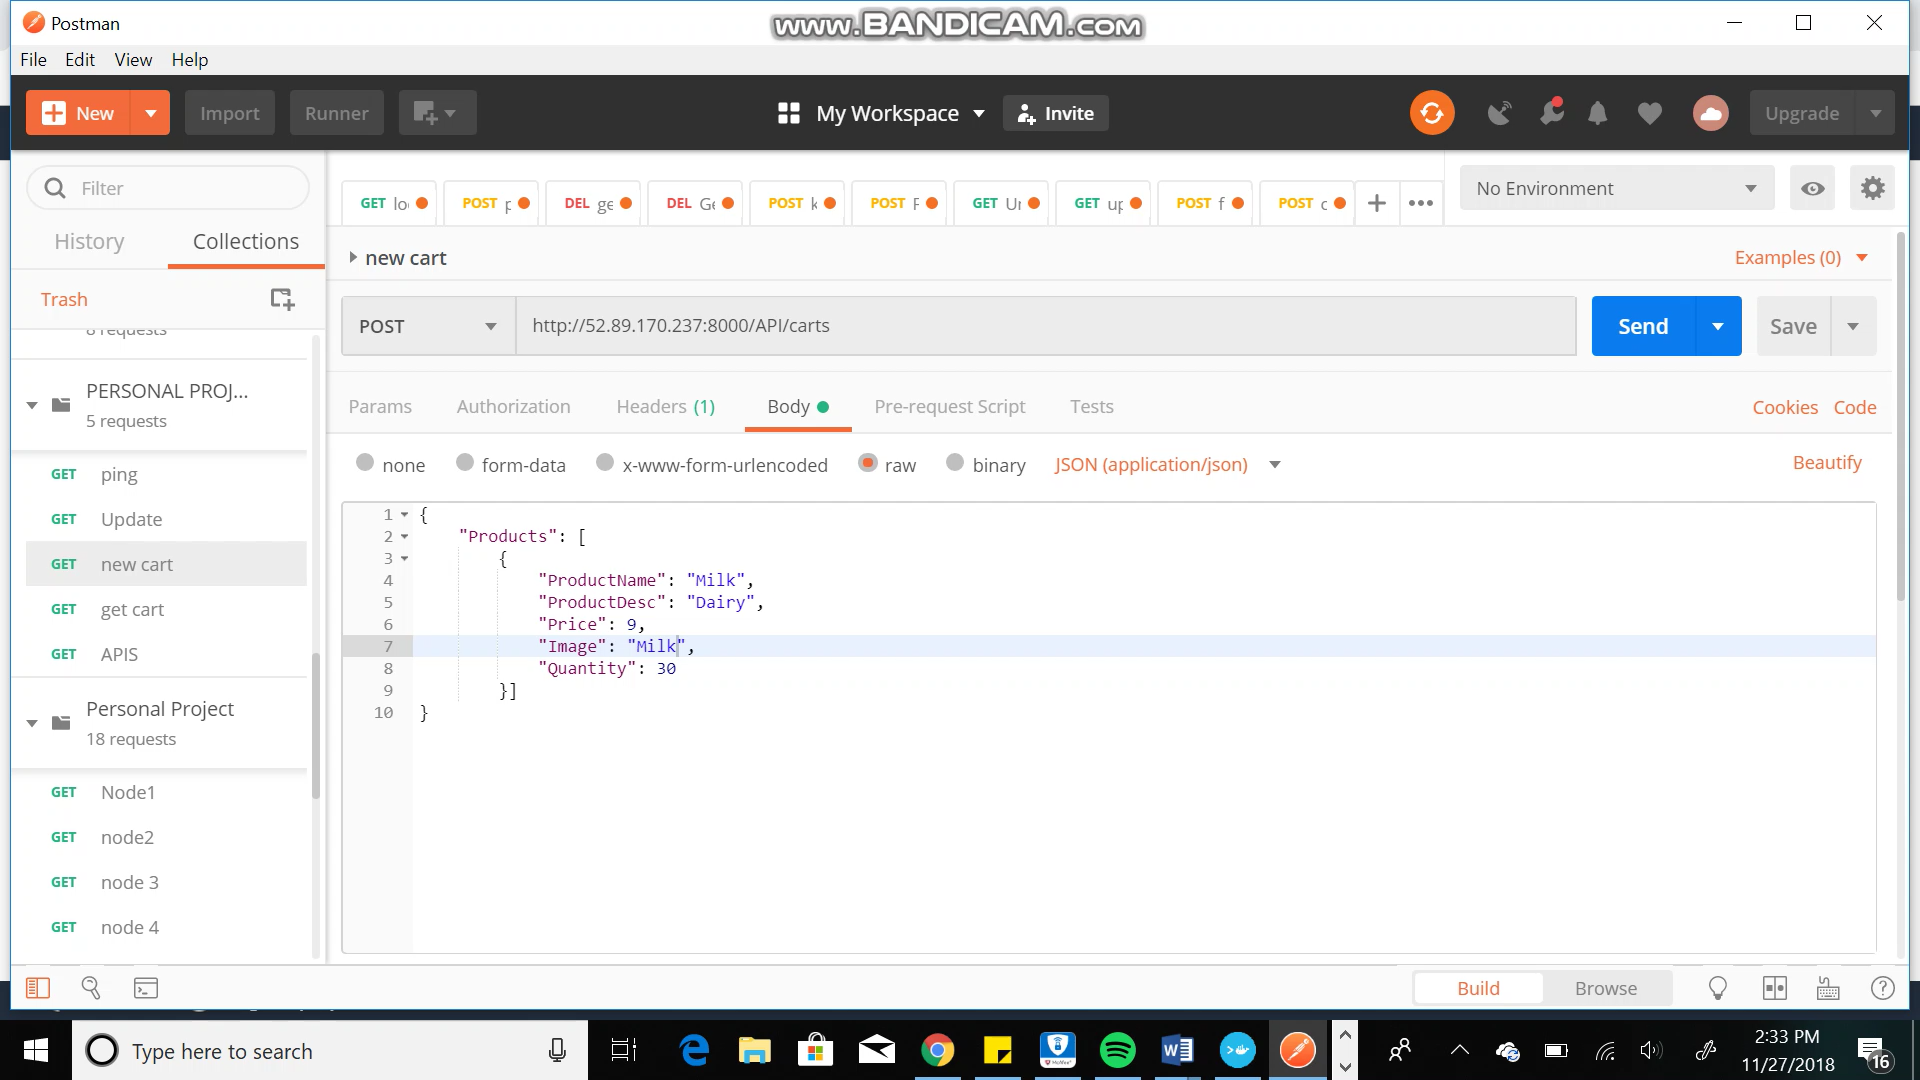 Postman
www.BANDICAM.com
File Edit View Help
New
Import
Runner
My Workspace
Invite
Upgrade
Filter
History
Collections
Trash
8 requests
PERSONAL PROJ...
5 requests
GET ping
GET Update
GET new cart
GET get cart
GET APIS
Personal Project
18 requests
GET Node1
GET node2
GET node 3
GET node 4
GET lo
POST p
DEL ge
DEL Ge
POST k
POST F
GET Ur
GET up
POST f
POST c
No Environment
new cart
Examples (0)
POST
http://52.89.170.237:8000/API/carts
Send
Save
Params
Authorization
Headers (1)
Body
Pre-request Script
Tests
Cookies
Code
none
form-data
x-www-form-urlencoded
raw
binary
JSON (application/json)
Beautify
1 {
2 "Products": [
3 {
4 "ProductName": "Milk",
5 "ProductDesc": "Dairy",
6 "Price": 9,
7 "Image": "Milk",
8 "Quantity": 30
9 }]
10 }
Build
Browse
Type here to search
2:33 PM
11/27/2018
16